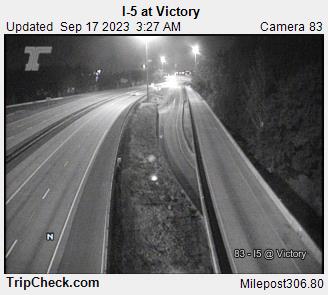 I-5 at Victory
Updated Sep 17 2023 3:27 AM Camera 83
T
N
83 - I5 @ Victory
TripCheck.com Milepost306.80